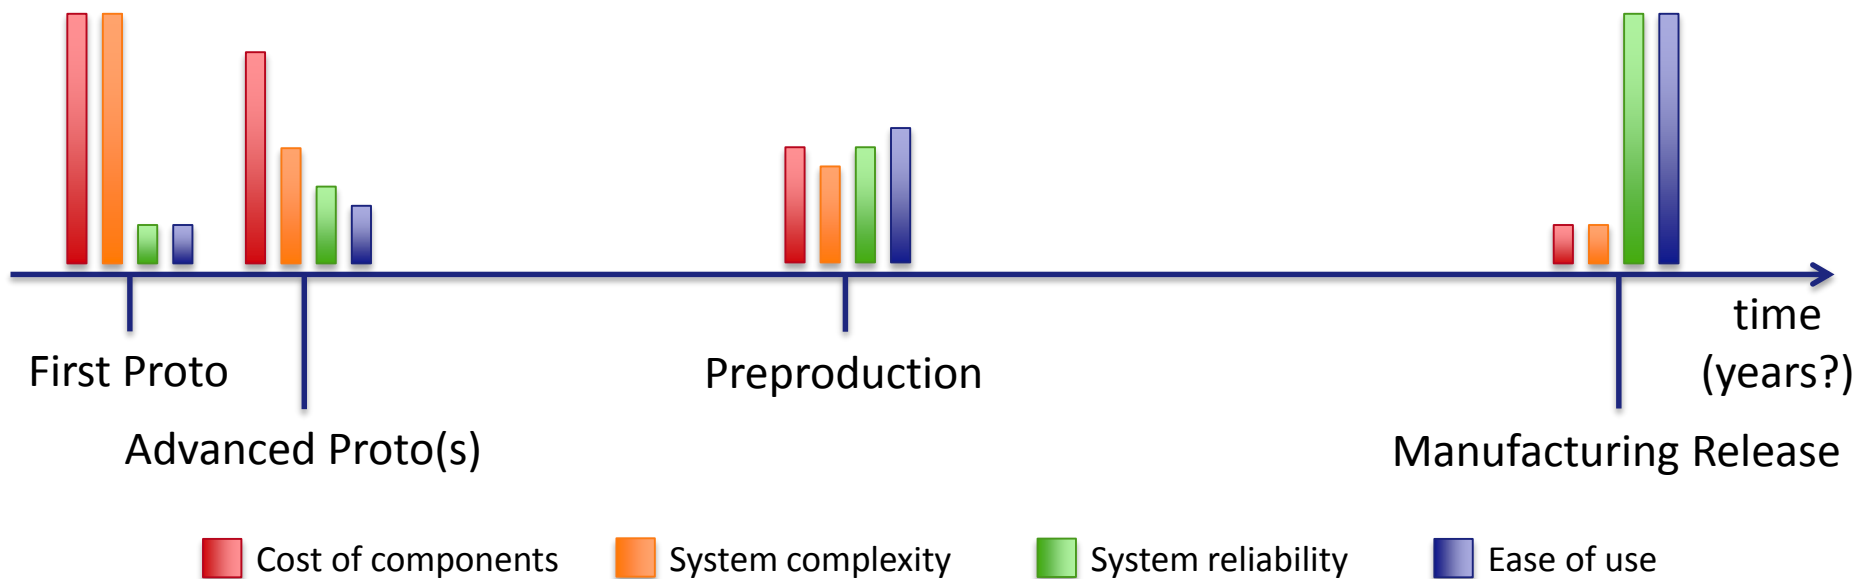 First Proto
Advanced Proto(s)
Preproduction
Manufacturing Release
time
(years?)
Cost of components
System complexity
System reliability
Ease of use